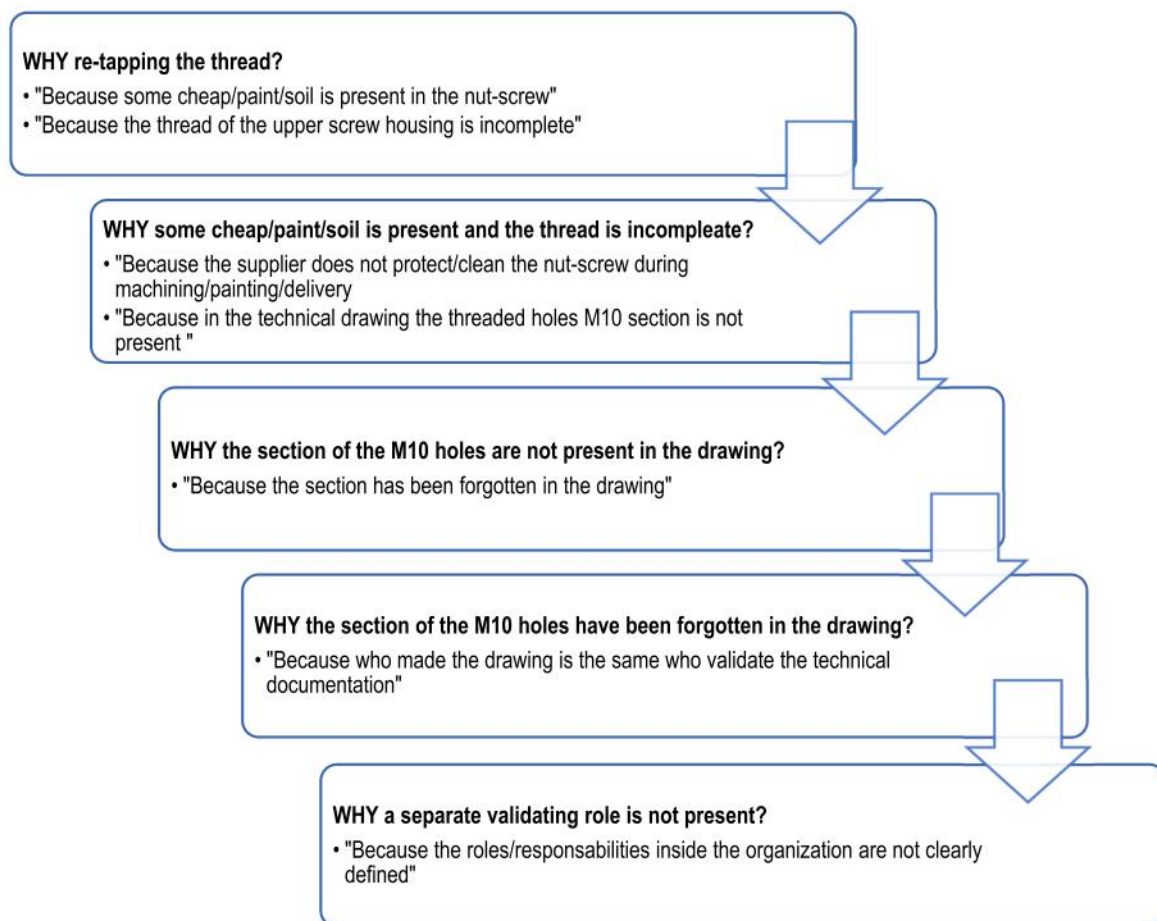 WHY re-tapping the thread?
• "Because some cheap/paint/soil is present in the nut-screw"
• "Because the thread of the upper screw housing is incomplete"
WHY some cheap/paint/soil is present and the thread is incompleate?
• "Because the supplier does not protect/clean the nut-screw during
machining/painting/delivery
• "Because in the technical drawing the threaded holes M10 section is not
present "
WHY the section of the M10 holes are not present in the drawing?
• "Because the section has been forgotten in the drawing"
WHY the section of the M10 holes have been forgotten in the drawing?
• "Because who made the drawing is the same who validate the technical
documentation"
WHY a separate validating role is not present?
• "Because the roles/responsabilities inside the organization are not clearly
defined"